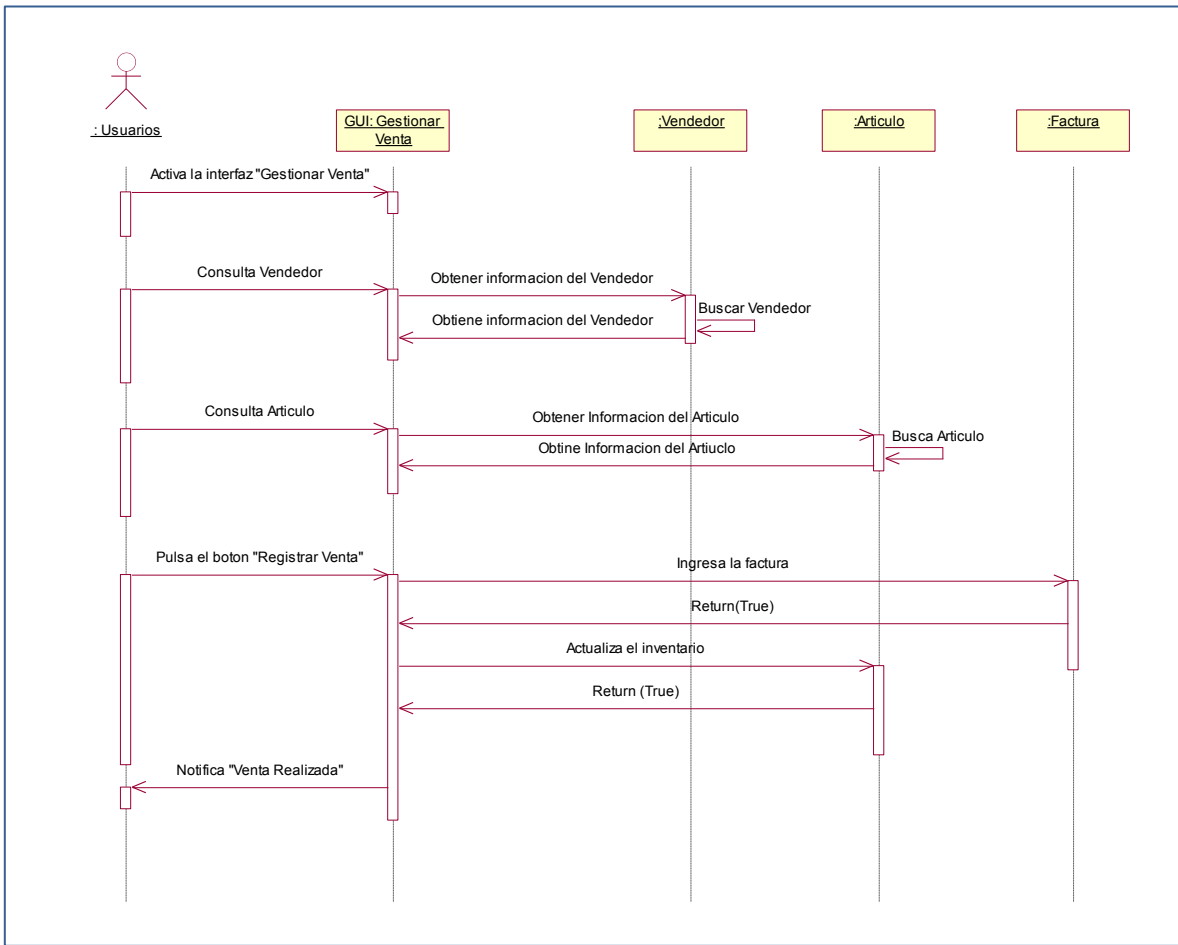 : Usuarios
GUI: Gestionar
Venta
;Vendedor
:Articulo
:Factura
Activa la interfaz "Gestionar Venta"
Consulta Vendedor
Obtener informacion del Vendedor
Buscar Vendedor
Obtiene informacion del Vendedor
Consulta Articulo
Obtener Informacion del Articulo
Busca Articulo
Obtine Informacion del Artiuclo
Pulsa el boton "Registrar Venta"
Ingresa la factura
Return(True)
Actualiza el inventario
Return (True)
Notifica "Venta Realizada"